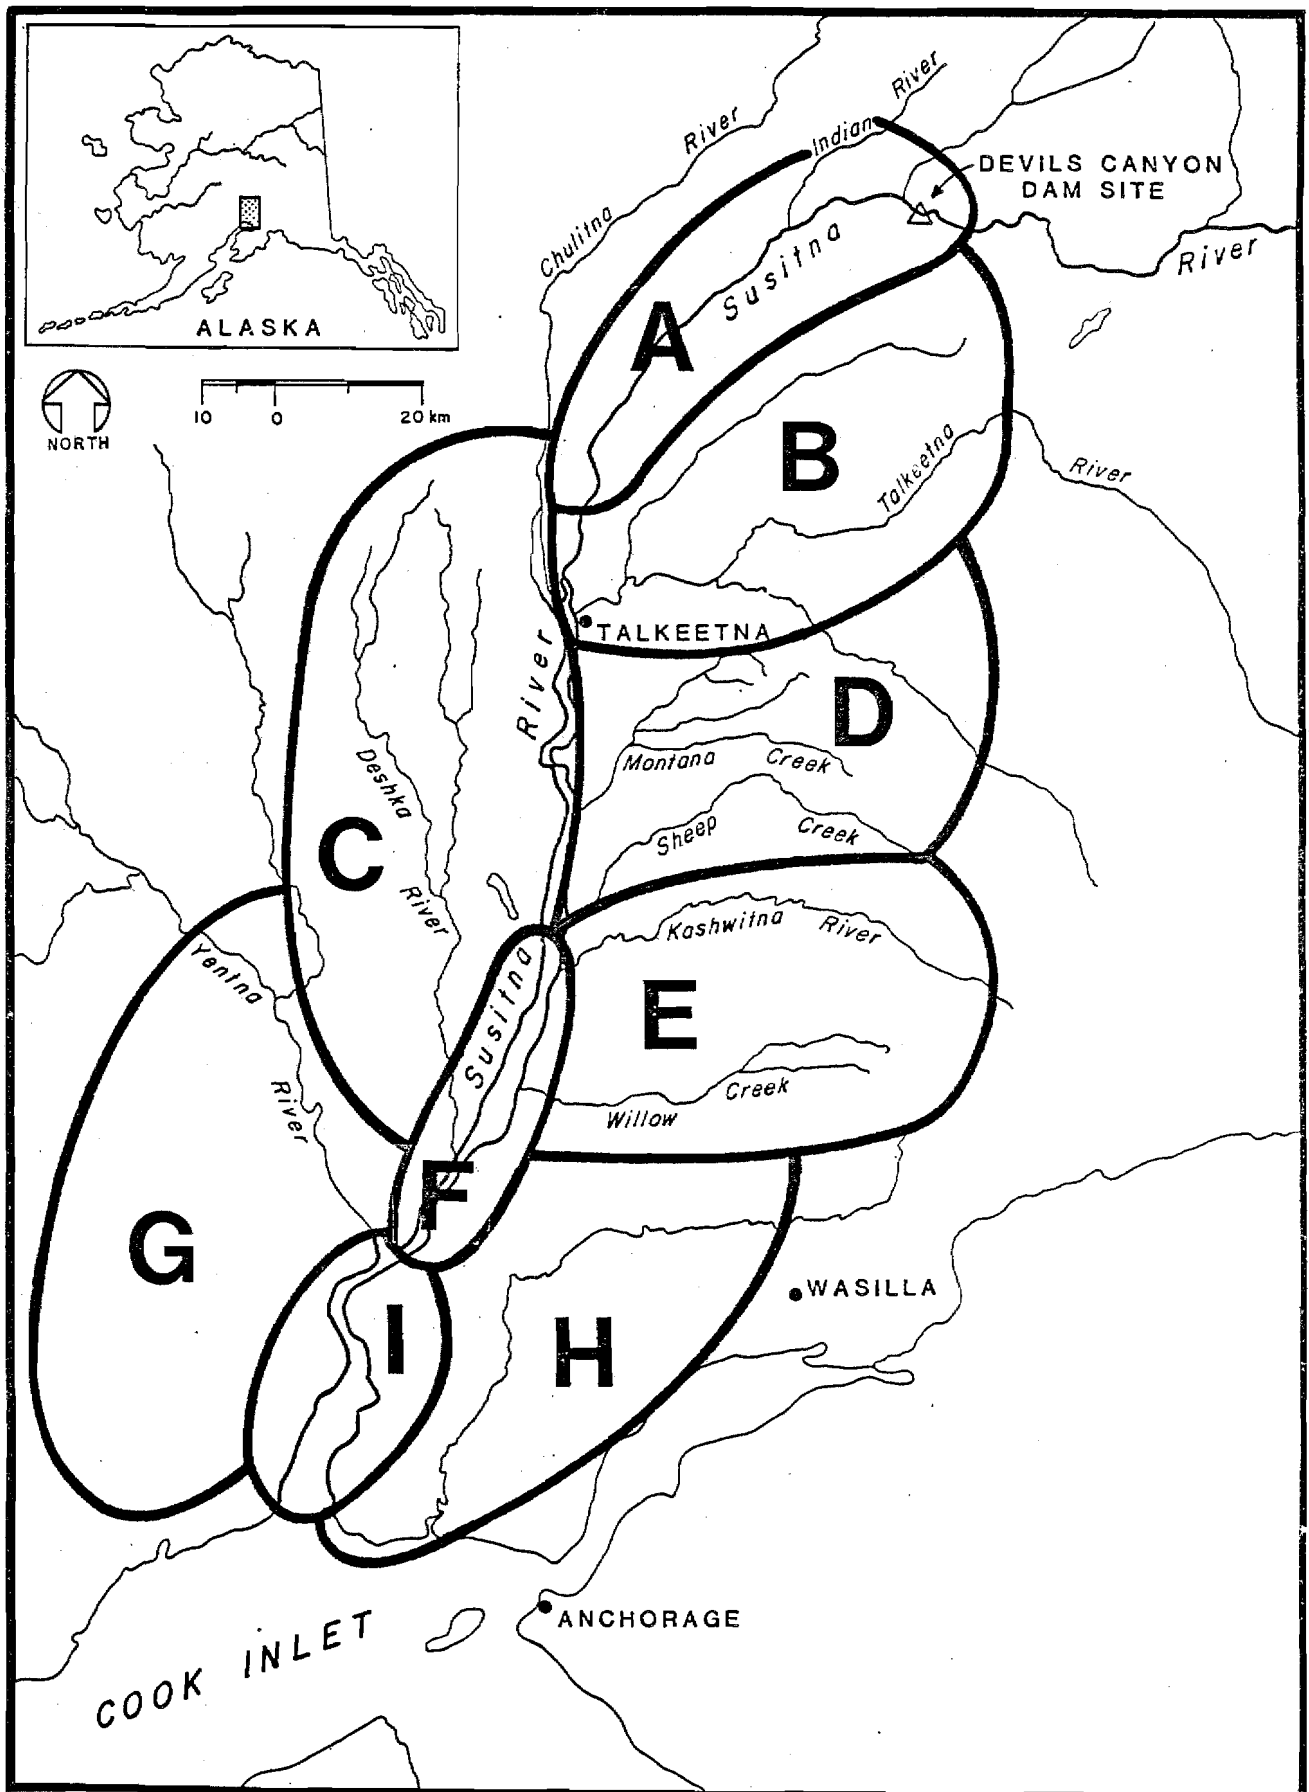 ALASKA
NORTH
10 0 20 km
River
Indian
River
Chulitna
DEVILS CANYON
DAM SITE
Susitna
River
A
B
Talkeetna
River
TALKEETNA
River
D
Montana Creek
Sheep Creek
Deshka
River
C
Kashwitna River
E
Susitna
Yentna
River
Willow Creek
F
G
I
H
WASILLA
ANCHORAGE
COOK INLET